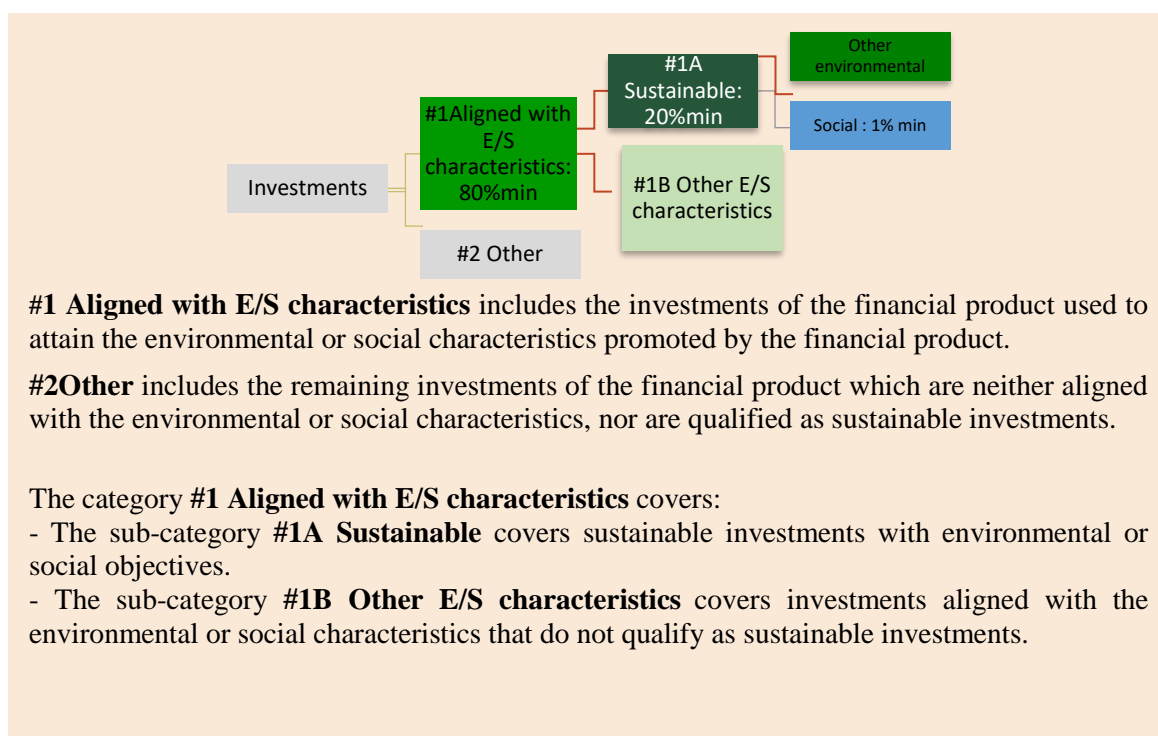 Investments
#1Aligned with
E/S
characteristics:
80%min
#2 Other
#1A
Sustainable:
20%min
#1B Other E/S
characteristics
Other
environmental
Social : 1% min
#1 Aligned with E/S characteristics includes the investments of the financial product used to
attain the environmental or social characteristics promoted by the financial product.
#2Other includes the remaining investments of the financial product which are neither aligned
with the environmental or social characteristics, nor are qualified as sustainable investments.
The category #1 Aligned with E/S characteristics covers:
- The sub-category #1A Sustainable covers sustainable investments with environmental or
social objectives.
- The sub-category #1B Other E/S characteristics covers investments aligned with the
environmental or social characteristics that do not qualify as sustainable investments.